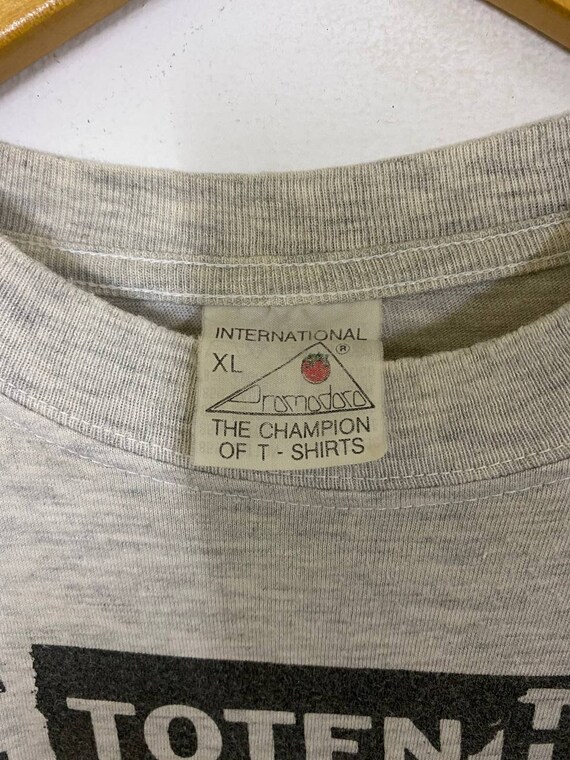 INTERNATIONAL
XL ®
Promodoro
THE CHAMPION
OF T - SHIRTS
TOTEN